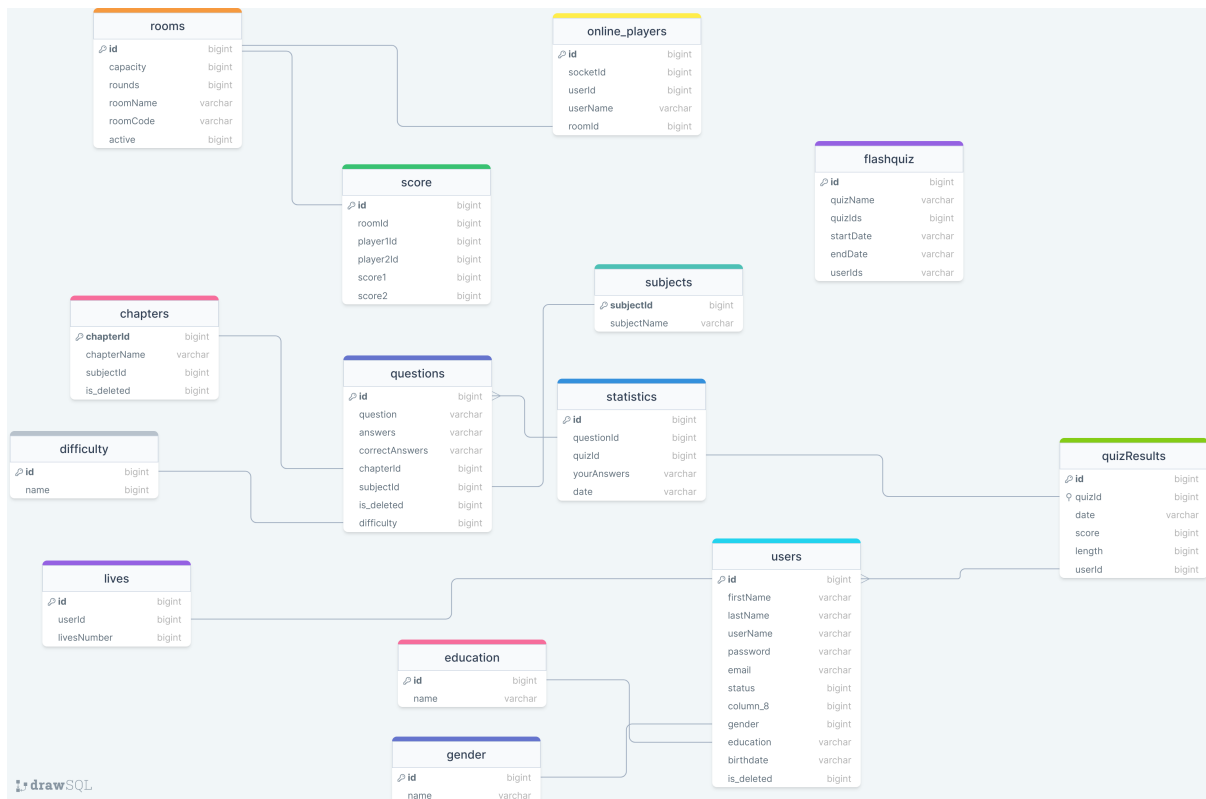 rooms
id bigint
capacity bigint
rounds bigint
roomName varchar
roomCode varchar
active bigint
online_players
id bigint
socketId bigint
userId bigint
userName varchar
roomId bigint
flashquiz
id bigint
quizName varchar
quizIds bigint
startDate varchar
endDate varchar
userIds varchar
score
id bigint
roomId bigint
player1Id bigint
player2Id bigint
score1 bigint
score2 bigint
subjects
subjectId bigint
subjectName varchar
chapters
chapterId bigint
chapterName varchar
subjectId bigint
is_deleted bigint
questions
id bigint
question varchar
answers varchar
correctAnswers varchar
chapterId bigint
subjectId bigint
is_deleted bigint
difficulty bigint
statistics
id bigint
questionId bigint
quizId bigint
yourAnswers varchar
date varchar
difficulty
id bigint
name bigint
quizResults
id bigint
quizId bigint
date varchar
score bigint
length bigint
userId bigint
lives
id bigint
userId bigint
livesNumber bigint
users
id bigint
firstName varchar
lastName varchar
userName varchar
password varchar
email varchar
status bigint
column_8 bigint
gender bigint
education varchar
birthdate varchar
is_deleted bigint
education
id bigint
name varchar
gender
id bigint
name varchar
drawSQL